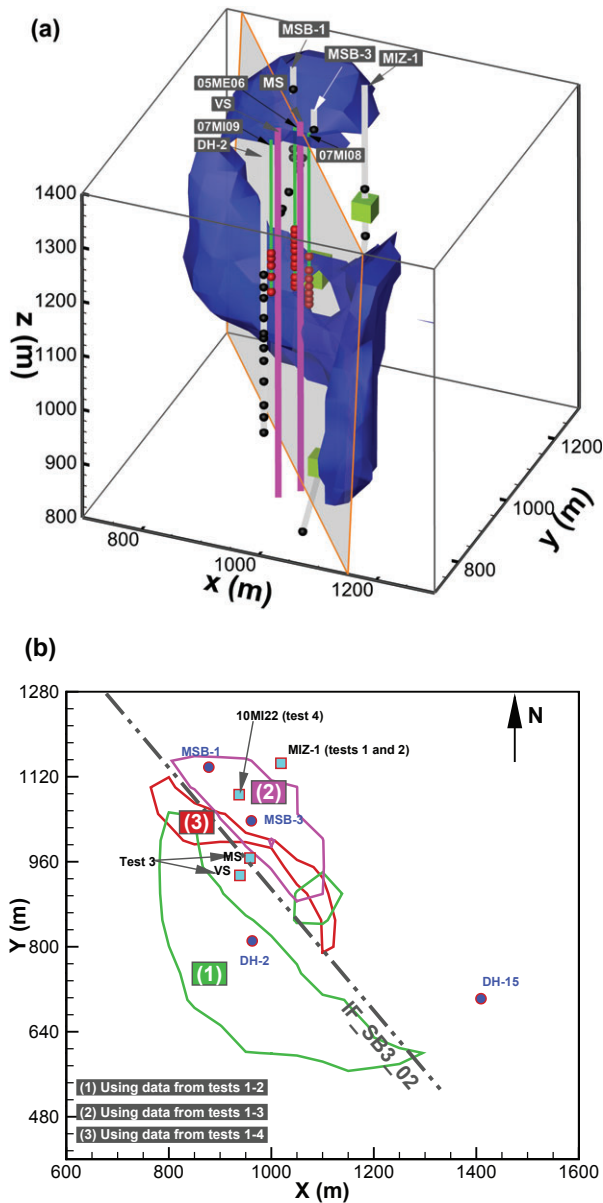 (a)
MSB-1
MSB-3
MIZ-1
MS
05ME06
VS
07MI09
07MI08
DH-2
1400
1300
1200
1100
1000
900
800
z (m)
800
1000
1200
x (m)
800
1000
1200
y (m)
(b)
1280
1120
960
800
640
480
Y (m)
10MI22 (test 4)
N
MSB-1
MIZ-1 (tests 1 and 2)
(2)
(3)
MSB-3
Test 3
MS
VS
DH-2
(1)
DH-15
IF_SB3_02
(1) Using data from tests 1-2
(2) Using data from tests 1-3
(3) Using data from tests 1-4
600 800 1000 1200 1400 1600
X (m)